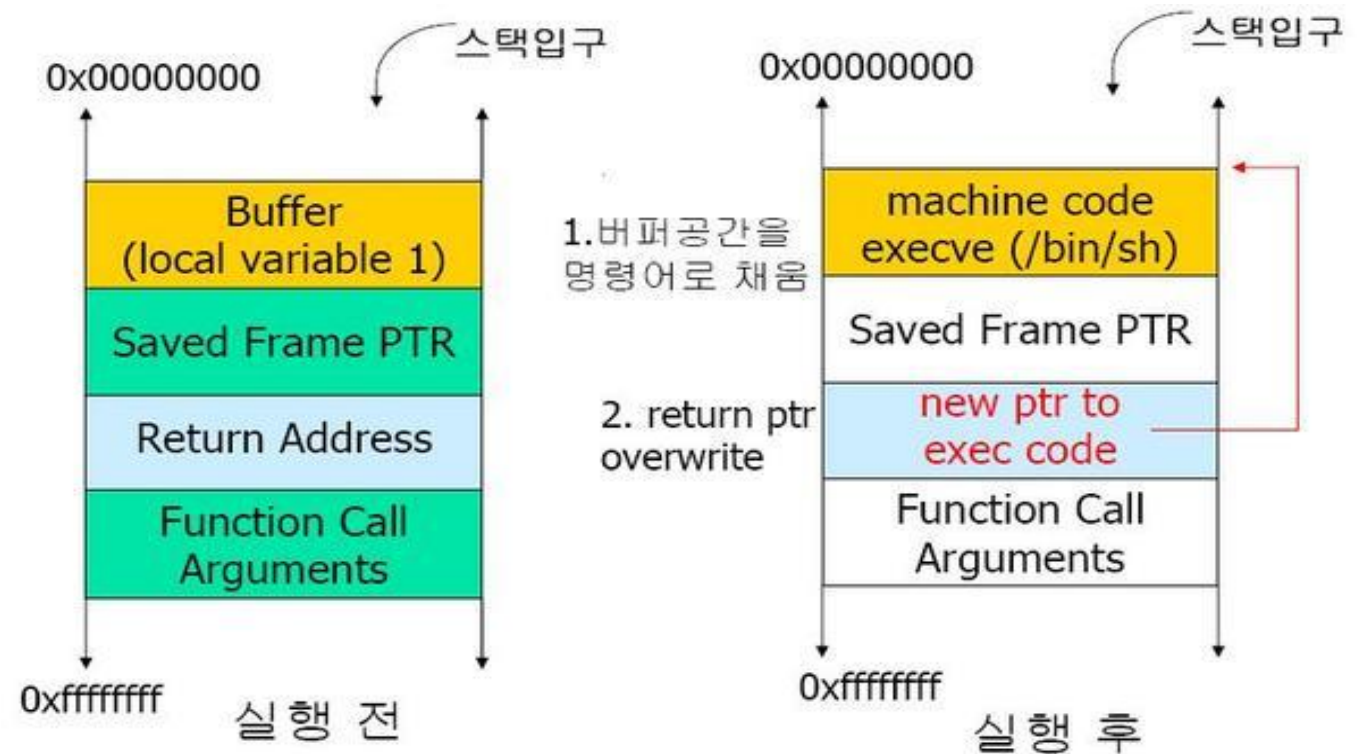 스택입구
0x00000000
Buffer
(local variable 1)
Saved Frame PTR
Return Address
Function Call
Arguments
0xffffffff
실행 전
스택입구
0x00000000
1.버퍼공간을
명령어로 채움
machine code
execve (/bin/sh)
Saved Frame PTR
2. return ptr
overwrite
new ptr to
exec code
Function Call
Arguments
0xffffffff
실행 후